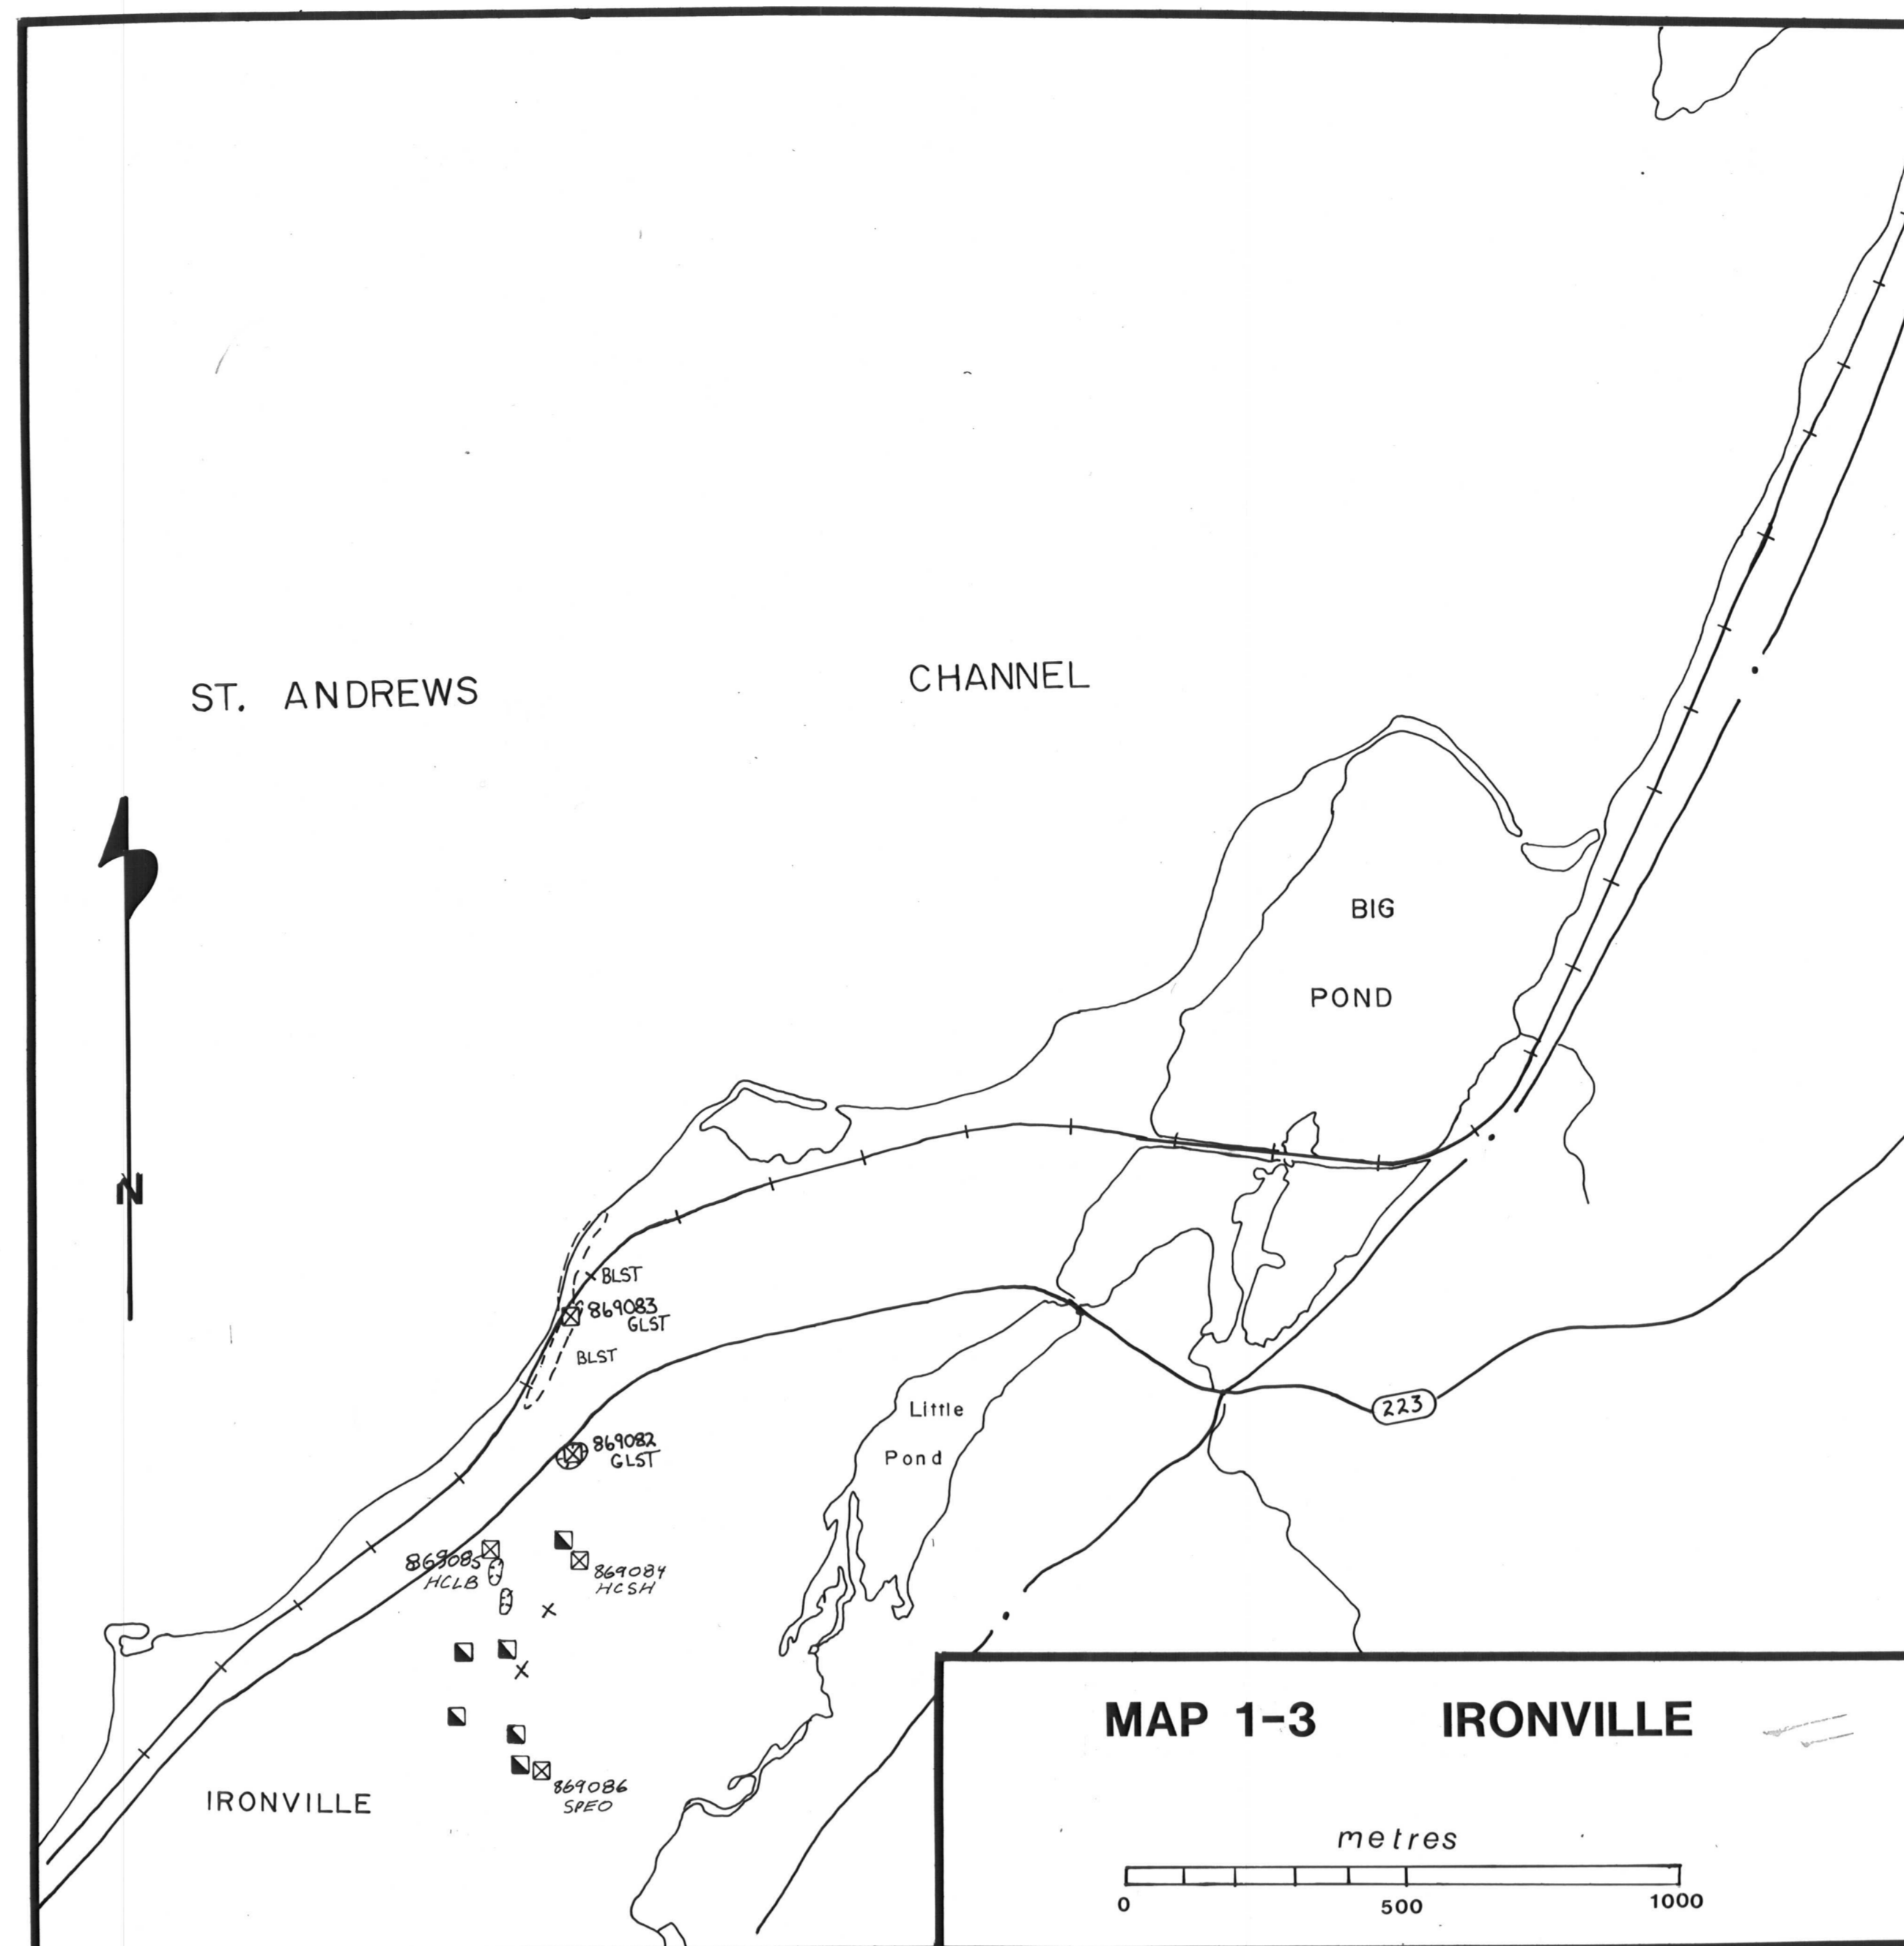 ST. ANDREWS CHANNEL
BIG
POND
N
BLST
869083
GLST
BLST
Little
Pond
223
869082
GLST
869085
HCLB
869084
HCSH
869086
SPEO
IRONVILLE
MAP 1-3 IRONVILLE
metres
0 500 1000